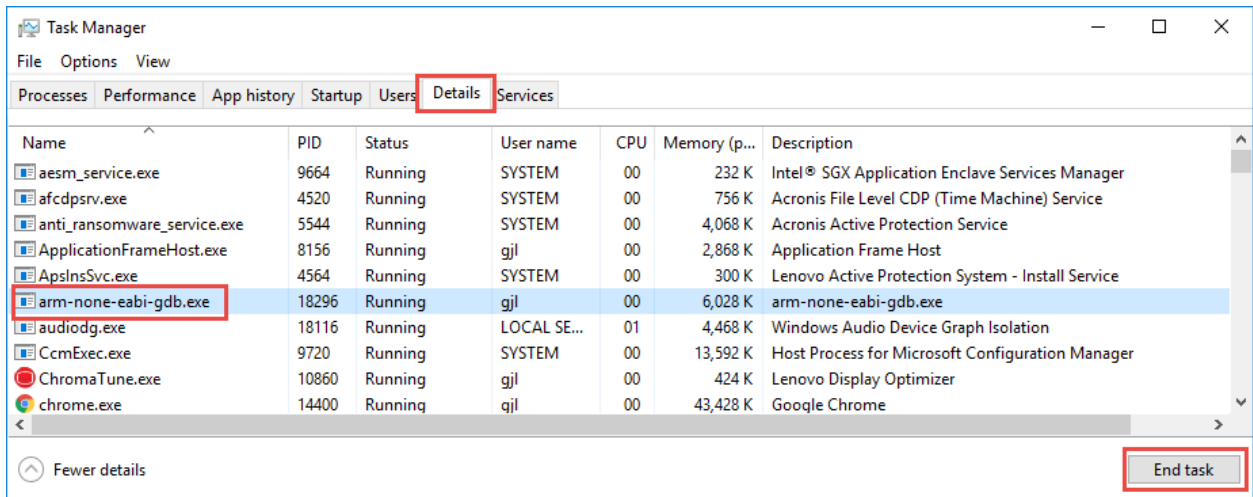 Task Manager
File Options View
Processes Performance App history Startup Users Details Services
Name PID Status User name CPU Memory (p... Description
aesm_service.exe 9664 Running SYSTEM 00 232 K Intel® SGX Application Enclave Services Manager
afcdpsrv.exe 4520 Running SYSTEM 00 756 K Acronis File Level CDP (Time Machine) Service
anti_ransomware_service.exe 5544 Running SYSTEM 00 4,068 K Acronis Active Protection Service
ApplicationFrameHost.exe 8156 Running gjl 00 2,868 K Application Frame Host
ApsInsSvc.exe 4564 Running SYSTEM 00 300 K Lenovo Active Protection System - Install Service
arm-none-eabi-gdb.exe 18296 Running gjl 00 6,028 K arm-none-eabi-gdb.exe
audiodg.exe 18116 Running LOCAL SE... 01 4,468 K Windows Audio Device Graph Isolation
CcmExec.exe 9720 Running SYSTEM 00 13,592 K Host Process for Microsoft Configuration Manager
ChromaTune.exe 10860 Running gjl 00 424 K Lenovo Display Optimizer
chrome.exe 14400 Running gjl 00 43,428 K Google Chrome
Fewer details End task